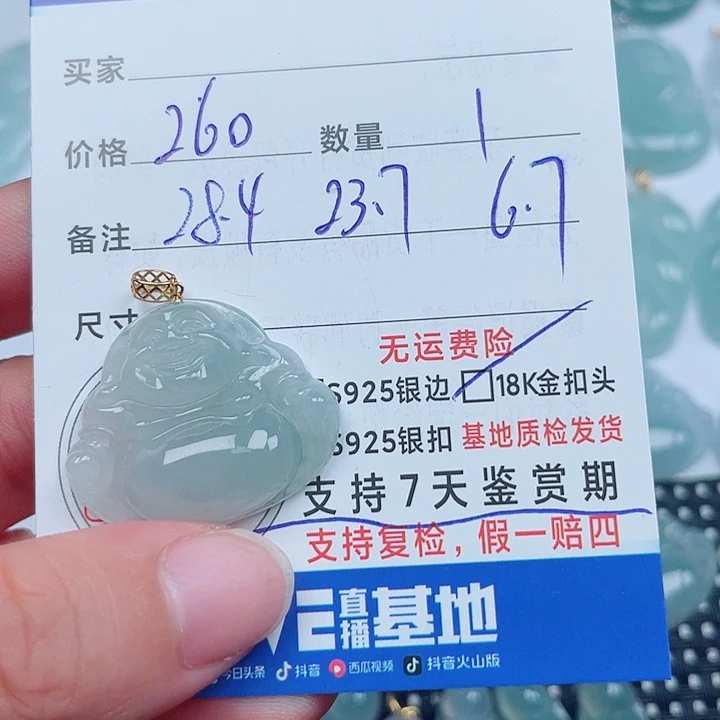 买家
价格 260 数量 1
备注 28.4 23.7 6.7
尺寸
无运费险
S925银边 18K金扣头
S925银扣 基地质检发货
支持7天鉴赏期
支持复检，假一赔四
直播基地
今日头条 抖音 西瓜视频 抖音火山版